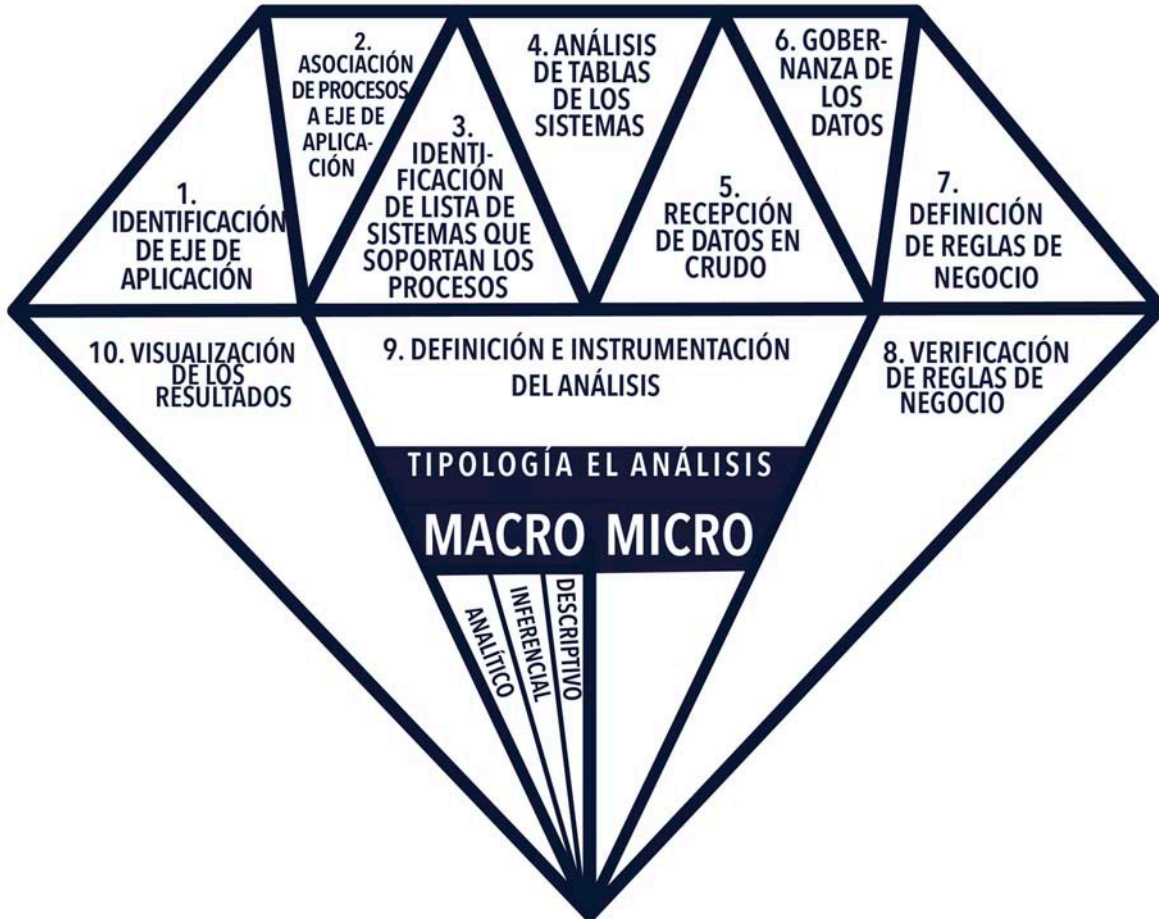 1.
IDENTIFICACIÓN
DE EJE DE
APLICACIÓN
2.
ASOCIACIÓN
DE PROCESOS
A EJE DE
APLICA-
CIÓN
3.
IDENTI-
FICACIÓN
DE LISTA DE
SISTEMAS QUE
SOPORTAN LOS
PROCESOS
4. ANÁLISIS
DE TABLAS
DE LOS
SISTEMAS
5.
RECEPCIÓN
DE DATOS EN
CRUDO
6. GOBER-
NANZA DE
LOS
DATOS
7.
DEFINICIÓN
DE REGLAS DE
NEGOCIO
8. VERIFICACIÓN
DE REGLAS DE
NEGOCIO
9. DEFINICIÓN E INSTRUMENTACIÓN
DEL ANÁLISIS
TIPOLOGÍA EL ANÁLISIS
MACRO MICRO
ANALÍTICO
INFERENCIAL
DESCRIPTIVO
10. VISUALIZACIÓN
DE LOS
RESULTADOS